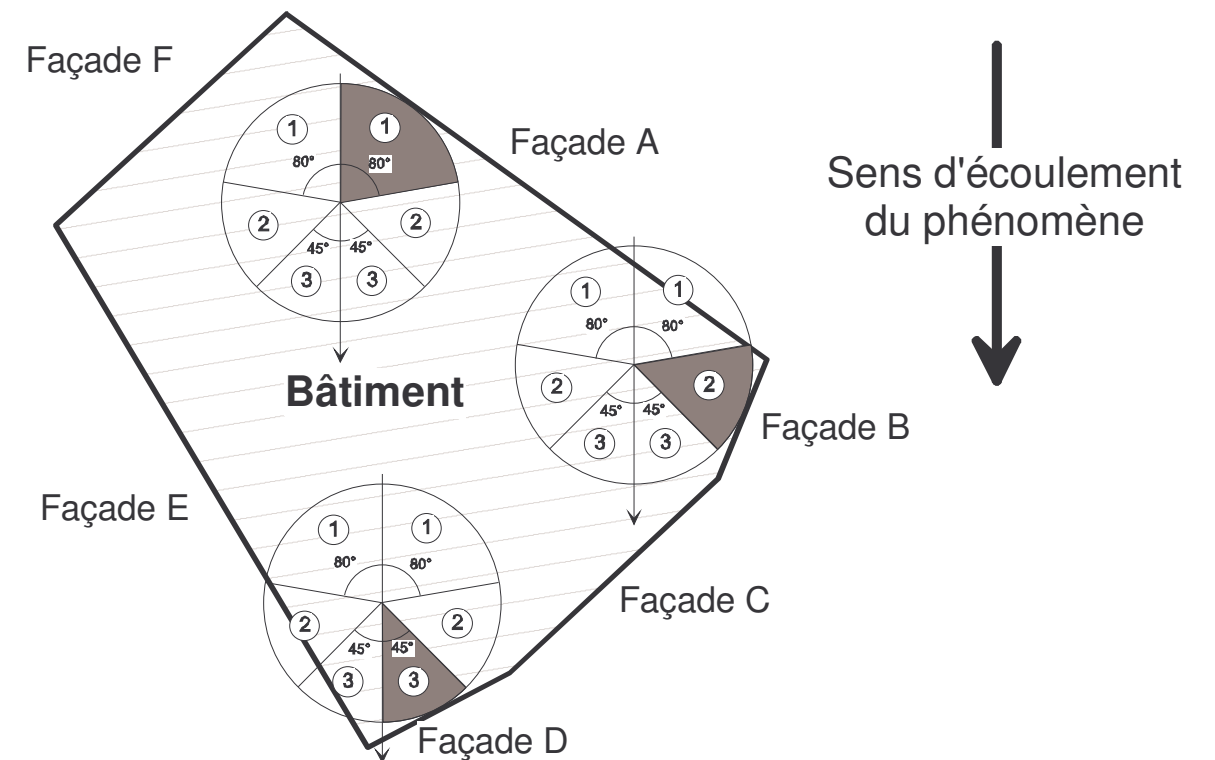 Façade F
Façade A
Sens d'écoulement
du phénomène
1 1
80° 80°
2 2
45° 45°
3 3
1 1
80° 80°
2 2
45° 45°
3 3
Bâtiment
Façade B
Façade E
1 1
80° 80°
2 2
45° 45°
3 3
Façade C
Façade D